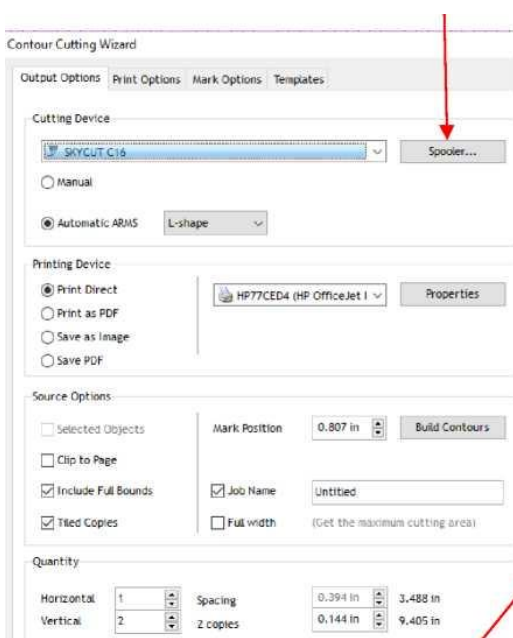 Contour Cutting Wizard
Output Options Print Options Mark Options Templates
Cutting Device
SKYCUT C16 Spooler...
Manual
Automatic ARMS L-shape
Printing Device
Print Direct HP77CED4 (HP OfficeJet Properties
Print as PDF
Save as Image
Save PDF
Source Options
Selected Objects Mark Position 0.807 in Build Contours
Clip to Page
Include Full Bounds Job Name Untitled
Tiled Copies Full width (Get the maximum cutting area)
Quantity
Horizontal 1 Spacing 0.394 in 3.488 in
Vertical 2 2 copies 0.144 in 9.405 in